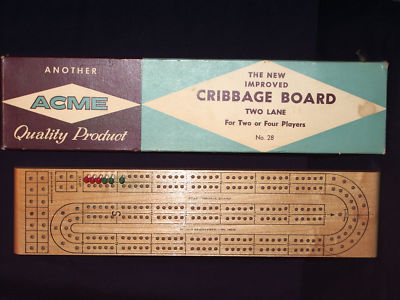 ANOTHER
ACME
Quality Product
THE NEW
IMPROVED
CRIBBAGE BOARD
TWO LANE
For Two or Four Players
No. 28